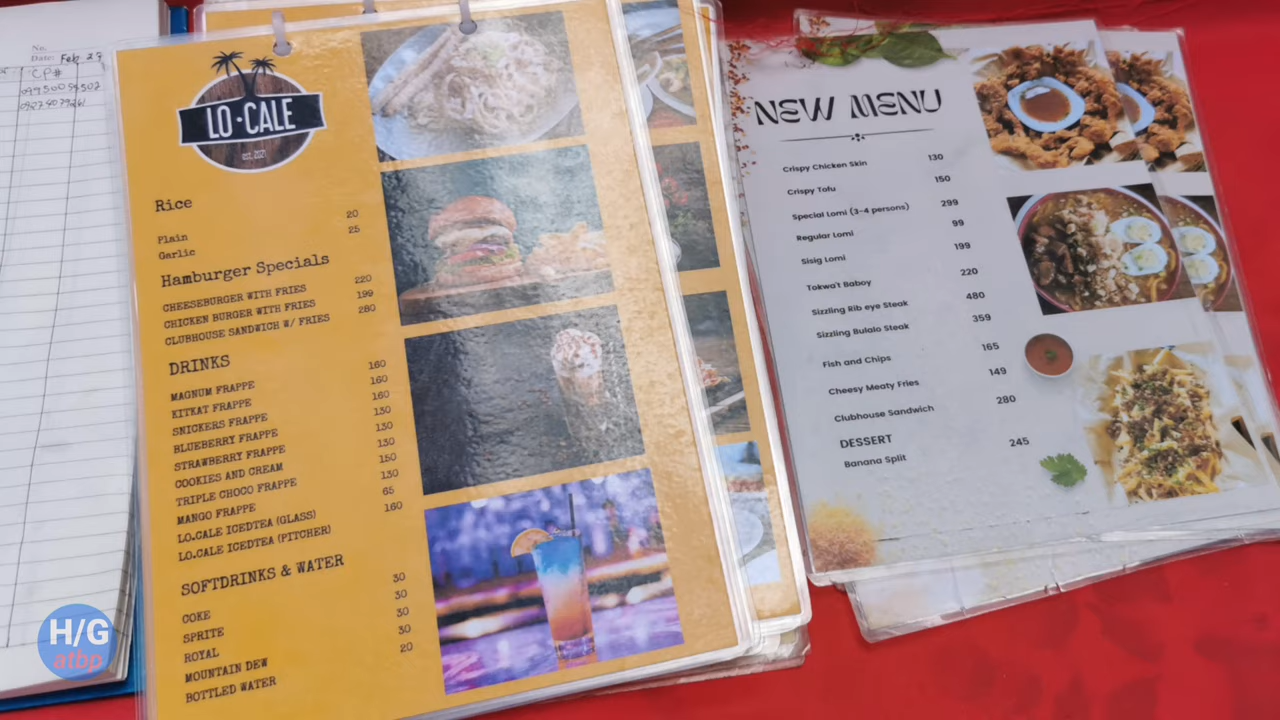 No.
Date: Feb 29
CP#
LO·CALE
est. 2021
Rice
Plain 20
Garlic 25
Hamburger Specials
CHEESEBURGER WITH FRIES 220
CHICKEN BURGER WITH FRIES 199
CLUBHOUSE SANDWICH W/ FRIES 280
DRINKS
MAGNUM FRAPPE 160
KITKAT FRAPPE 160
SNICKERS FRAPPE 160
BLUEBERRY FRAPPE 130
STRAWBERRY FRAPPE 130
COOKIES AND CREAM 130
TRIPLE CHOCO FRAPPE 150
MANGO FRAPPE 130
LO.CALE ICEDTEA (GLASS) 65
LO.CALE ICEDTEA (PITCHER) 160
SOFTDRINKS & WATER
COKE 30
SPRITE 30
ROYAL 30
MOUNTAIN DEW 30
BOTTLED WATER 20
NEW MENU
Crispy Chicken Skin 130
Crispy Tofu 150
Special Lomi (3-4 persons) 299
Regular Lomi 99
Sisig Lomi 199
Tokwa't Baboy 220
Sizzling Rib eye Steak 480
Sizzling Bulalo Steak 359
Fish and Chips 165
Cheesy Meaty Fries 149
Clubhouse Sandwich 280
DESSERT
Banana Split 245
H/G
atbp